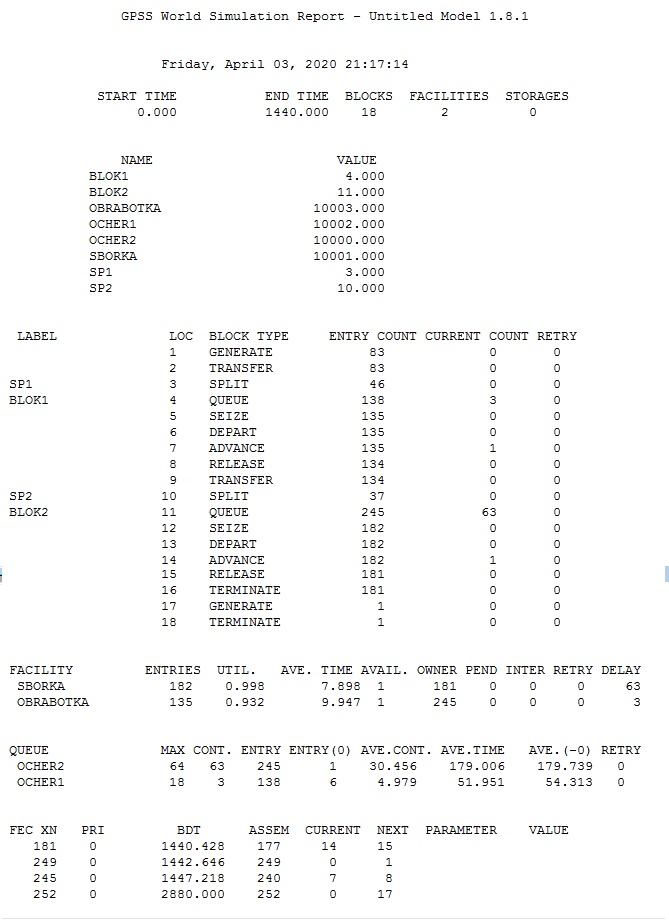 GPSS World Simulation Report - Untitled Model 1.8.1
Friday, April 03, 2020 21:17:14
START TIME END TIME BLOCKS FACILITIES STORAGES
0.000 1440.000 18 2 0
NAME VALUE
BLOK1 4.000
BLOK2 11.000
OBRABOTKA 10003.000
OCHER1 10002.000
OCHER2 10000.000
SBORKA 10001.000
SP1 3.000
SP2 10.000
LABEL LOC BLOCK TYPE ENTRY COUNT CURRENT COUNT RETRY
1 GENERATE 83 0 0
2 TRANSFER 83 0 0
SP1 3 SPLIT 46 0 0
BLOK1 4 QUEUE 138 3 0
5 SEIZE 135 0 0
6 DEPART 135 0 0
7 ADVANCE 135 1 0
8 RELEASE 134 0 0
9 TRANSFER 134 0 0
SP2 10 SPLIT 37 0 0
BLOK2 11 QUEUE 245 63 0
12 SEIZE 182 0 0
13 DEPART 182 0 0
14 ADVANCE 182 1 0
15 RELEASE 181 0 0
16 TERMINATE 181 0 0
17 GENERATE 1 0 0
18 TERMINATE 1 0 0
FACILITY ENTRIES UTIL. AVE. TIME AVAIL. OWNER PEND INTER RETRY DELAY
SBORKA 182 0.998 7.898 1 181 0 0 0 63
OBRABOTKA 135 0.932 9.947 1 245 0 0 0 3
QUEUE MAX CONT. ENTRY ENTRY(0) AVE.CONT. AVE.TIME AVE.(-0) RETRY
OCHER2 64 63 245 1 30.456 179.006 179.739 0
OCHER1 18 3 138 6 4.979 51.951 54.313 0
FEC XN PRI BDT ASSEM CURRENT NEXT PARAMETER VALUE
181 0 1440.428 177 14 15
249 0 1442.646 249 0 1
245 0 1447.218 240 7 8
252 0 2880.000 252 0 17